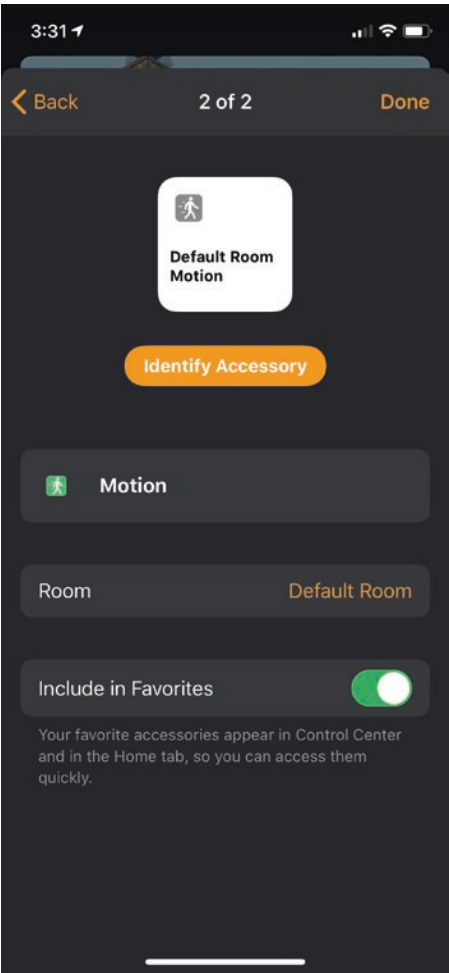 3:31
Back
2 of 2
Done
Default Room
Motion
Identify Accessory
Motion
Room
Default Room
Include in Favorites
Your favorite accessories appear in Control Center
and in the Home tab, so you can access them
quickly.